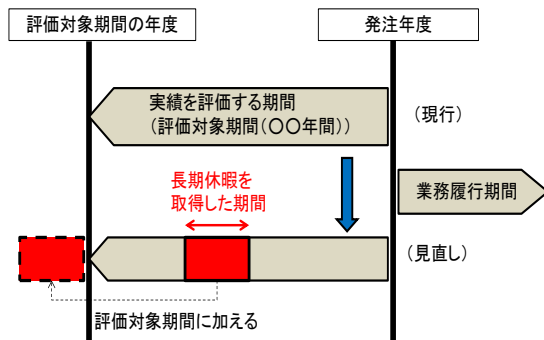 評価対象期間の年度
発注年度
実績を評価する期間
（評価対象期間（〇〇年間））
（現行）
長期休暇を
取得した期間
業務履行期間
（見直し）
評価対象期間に加える